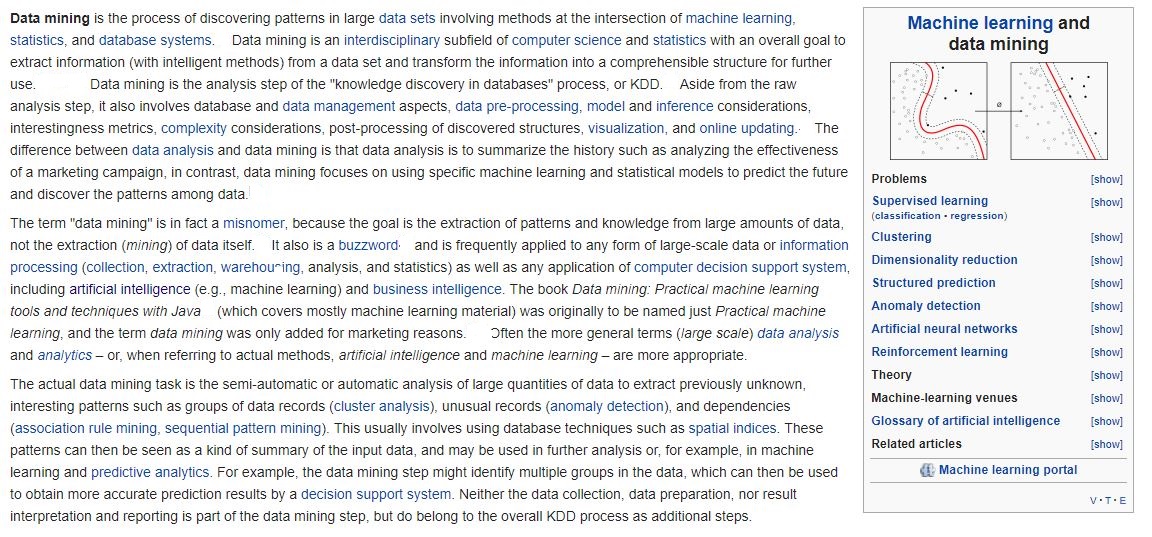 Data mining is the process of discovering patterns in large data sets involving methods at the intersection of machine learning,
statistics, and database systems. Data mining is an interdisciplinary subfield of computer science and statistics with an overall goal to
extract information (with intelligent methods) from a data set and transform the information into a comprehensible structure for further
use. Data mining is the analysis step of the "knowledge discovery in databases" process, or KDD. Aside from the raw
analysis step, it also involves database and data management aspects, data pre-processing, model and inference considerations,
interestingness metrics, complexity considerations, post-processing of discovered structures, visualization, and online updating. The
difference between data analysis and data mining is that data analysis is to summarize the history such as analyzing the effectiveness
of a marketing campaign, in contrast, data mining focuses on using specific machine learning and statistical models to predict the future
and discover the patterns among data.
The term "data mining" is in fact a misnomer, because the goal is the extraction of patterns and knowledge from large amounts of data,
not the extraction (mining) of data itself. It also is a buzzword and is frequently applied to any form of large-scale data or information
processing (collection, extraction, warehousing, analysis, and statistics) as well as any application of computer decision support system,
including artificial intelligence (e.g., machine learning) and business intelligence. The book Data mining: Practical machine learning
tools and techniques with Java (which covers mostly machine learning material) was originally to be named just Practical machine
learning, and the term data mining was only added for marketing reasons. Often the more general terms (large scale) data analysis
and analytics – or, when referring to actual methods, artificial intelligence and machine learning – are more appropriate.
The actual data mining task is the semi-automatic or automatic analysis of large quantities of data to extract previously unknown,
interesting patterns such as groups of data records (cluster analysis), unusual records (anomaly detection), and dependencies
(association rule mining, sequential pattern mining). This usually involves using database techniques such as spatial indices. These
patterns can then be seen as a kind of summary of the input data, and may be used in further analysis or, for example, in machine
learning and predictive analytics. For example, the data mining step might identify multiple groups in the data, which can then be used
to obtain more accurate prediction results by a decision support system. Neither the data collection, data preparation, nor result
interpretation and reporting is part of the data mining step, but do belong to the overall KDD process as additional steps.
Machine learning and
data mining
ø
Problems [show]
Supervised learning [show]
(classification • regression)
Clustering [show]
Dimensionality reduction [show]
Structured prediction [show]
Anomaly detection [show]
Artificial neural networks [show]
Reinforcement learning [show]
Theory [show]
Machine-learning venues [show]
Glossary of artificial intelligence [show]
Related articles [show]
Machine learning portal
V • T • E